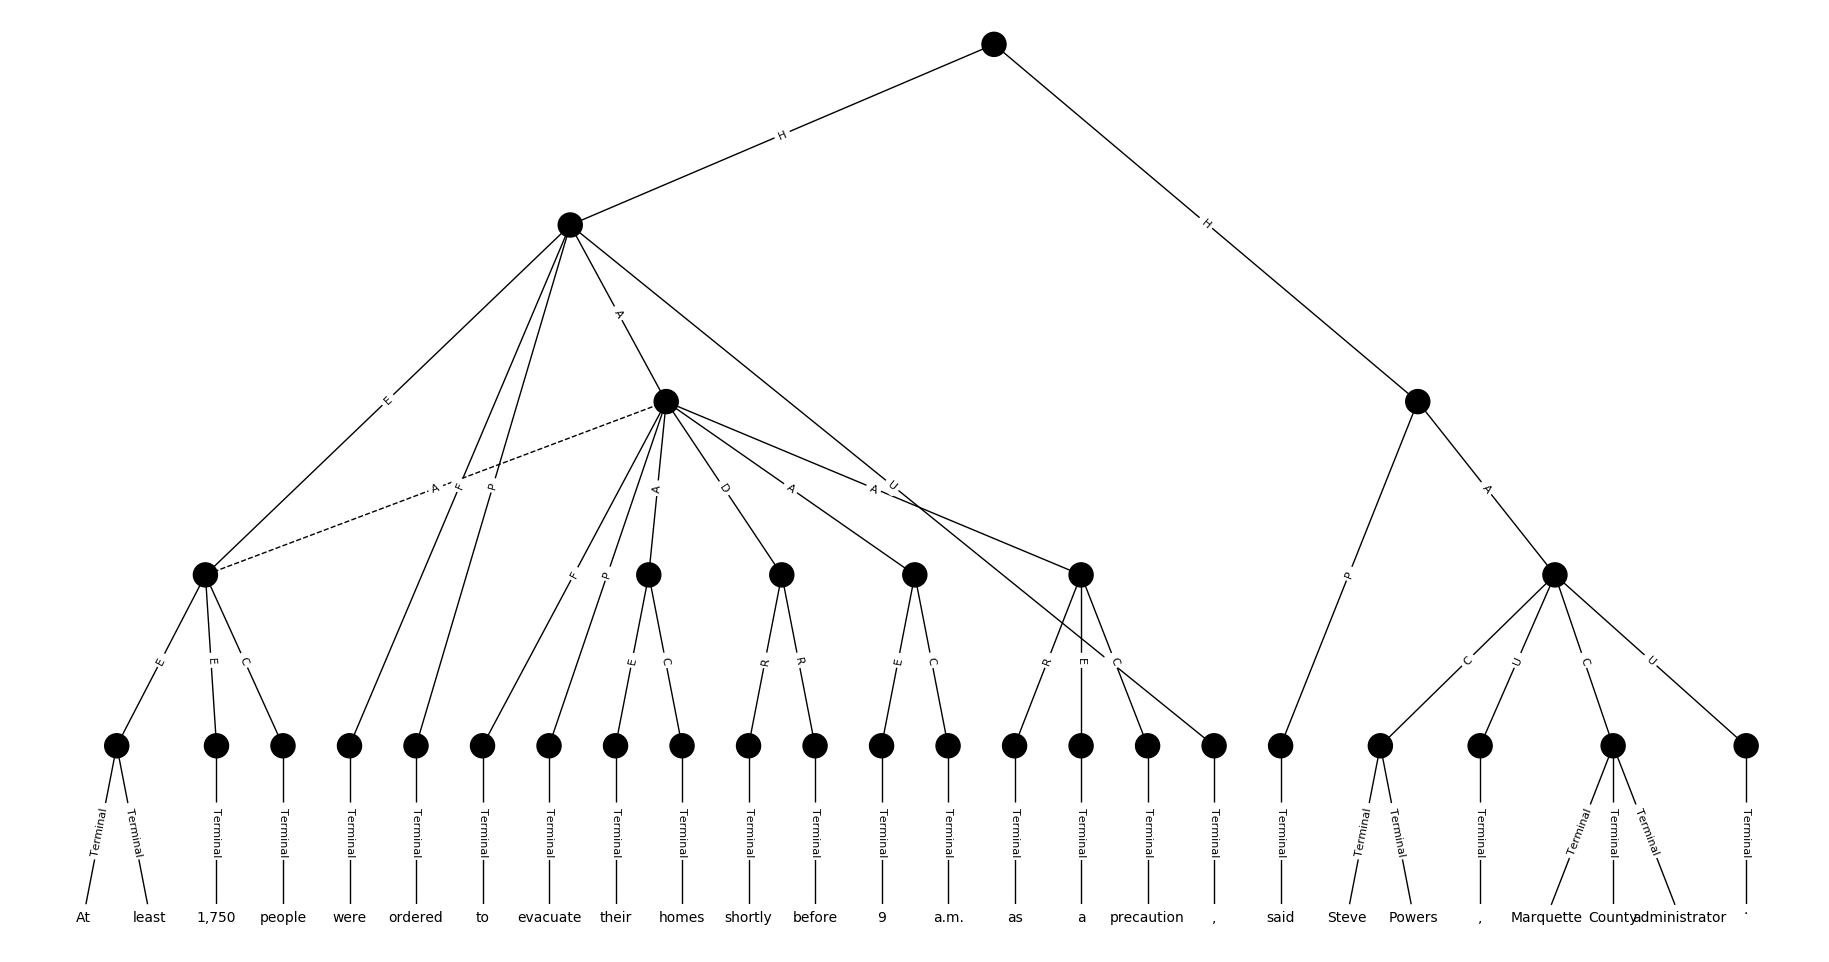 H
H
A
E
A
F
P
A
D
A
A
U
A
F
P
P
E
E
C
E
C
R
R
E
C
R
E
C
C
U
C
U
Terminal Terminal Terminal Terminal Terminal Terminal Terminal Terminal Terminal Terminal Terminal Terminal Terminal Terminal Terminal Terminal Terminal Terminal Terminal Terminal Terminal Terminal Terminal Terminal Terminal Terminal
At least 1,750 people were ordered to evacuate their homes shortly before 9 a.m. as a precaution , said Steve Powers , Marquette County administrator .